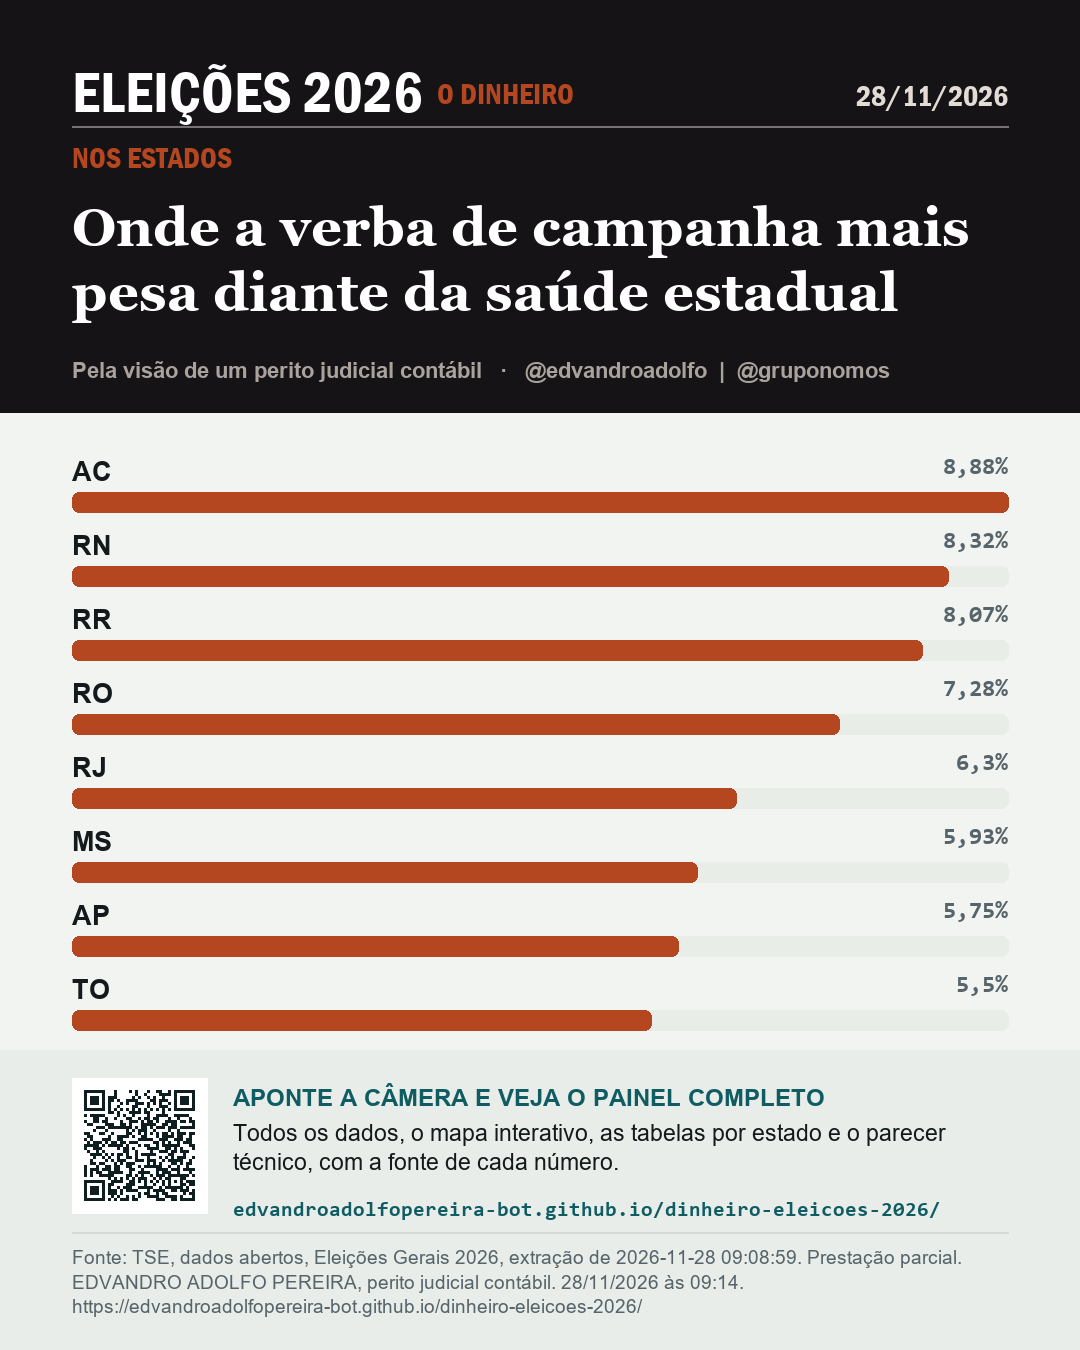 ELEIÇÕES 2026 O DINHEIRO 28/11/2026
NOS ESTADOS
Onde a verba de campanha mais
pesa diante da saúde estadual
Pela visão de um perito judicial contábil · @edvandroadolfo | @gruponomos
AC 8,88%
RN 8,32%
RR 8,07%
RO 7,28%
RJ 6,3%
MS 5,93%
AP 5,75%
TO 5,5%
APONTE A CÂMERA E VEJA O PAINEL COMPLETO
Todos os dados, o mapa interativo, as tabelas por estado e o parecer
técnico, com a fonte de cada número.
edvandroadolfopereira-bot.github.io/dinheiro-eleicoes-2026/
Fonte: TSE, dados abertos, Eleições Gerais 2026, extração de 2026-11-28 09:08:59. Prestação parcial.
EDVANDRO ADOLFO PEREIRA, perito judicial contábil. 28/11/2026 às 09:14.
https://edvandroadolfopereira-bot.github.io/dinheiro-eleicoes-2026/